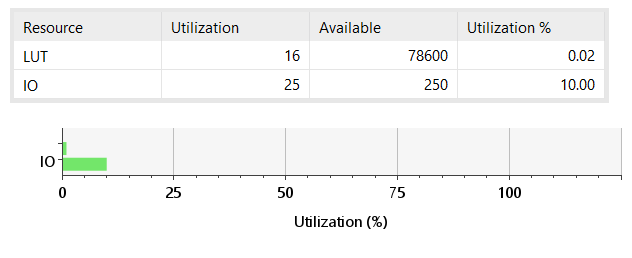 Resource Utilization Available Utilization %
LUT 16 78600 0.02
IO 25 250 10.00
IO
0 25 50 75 100
Utilization (%)